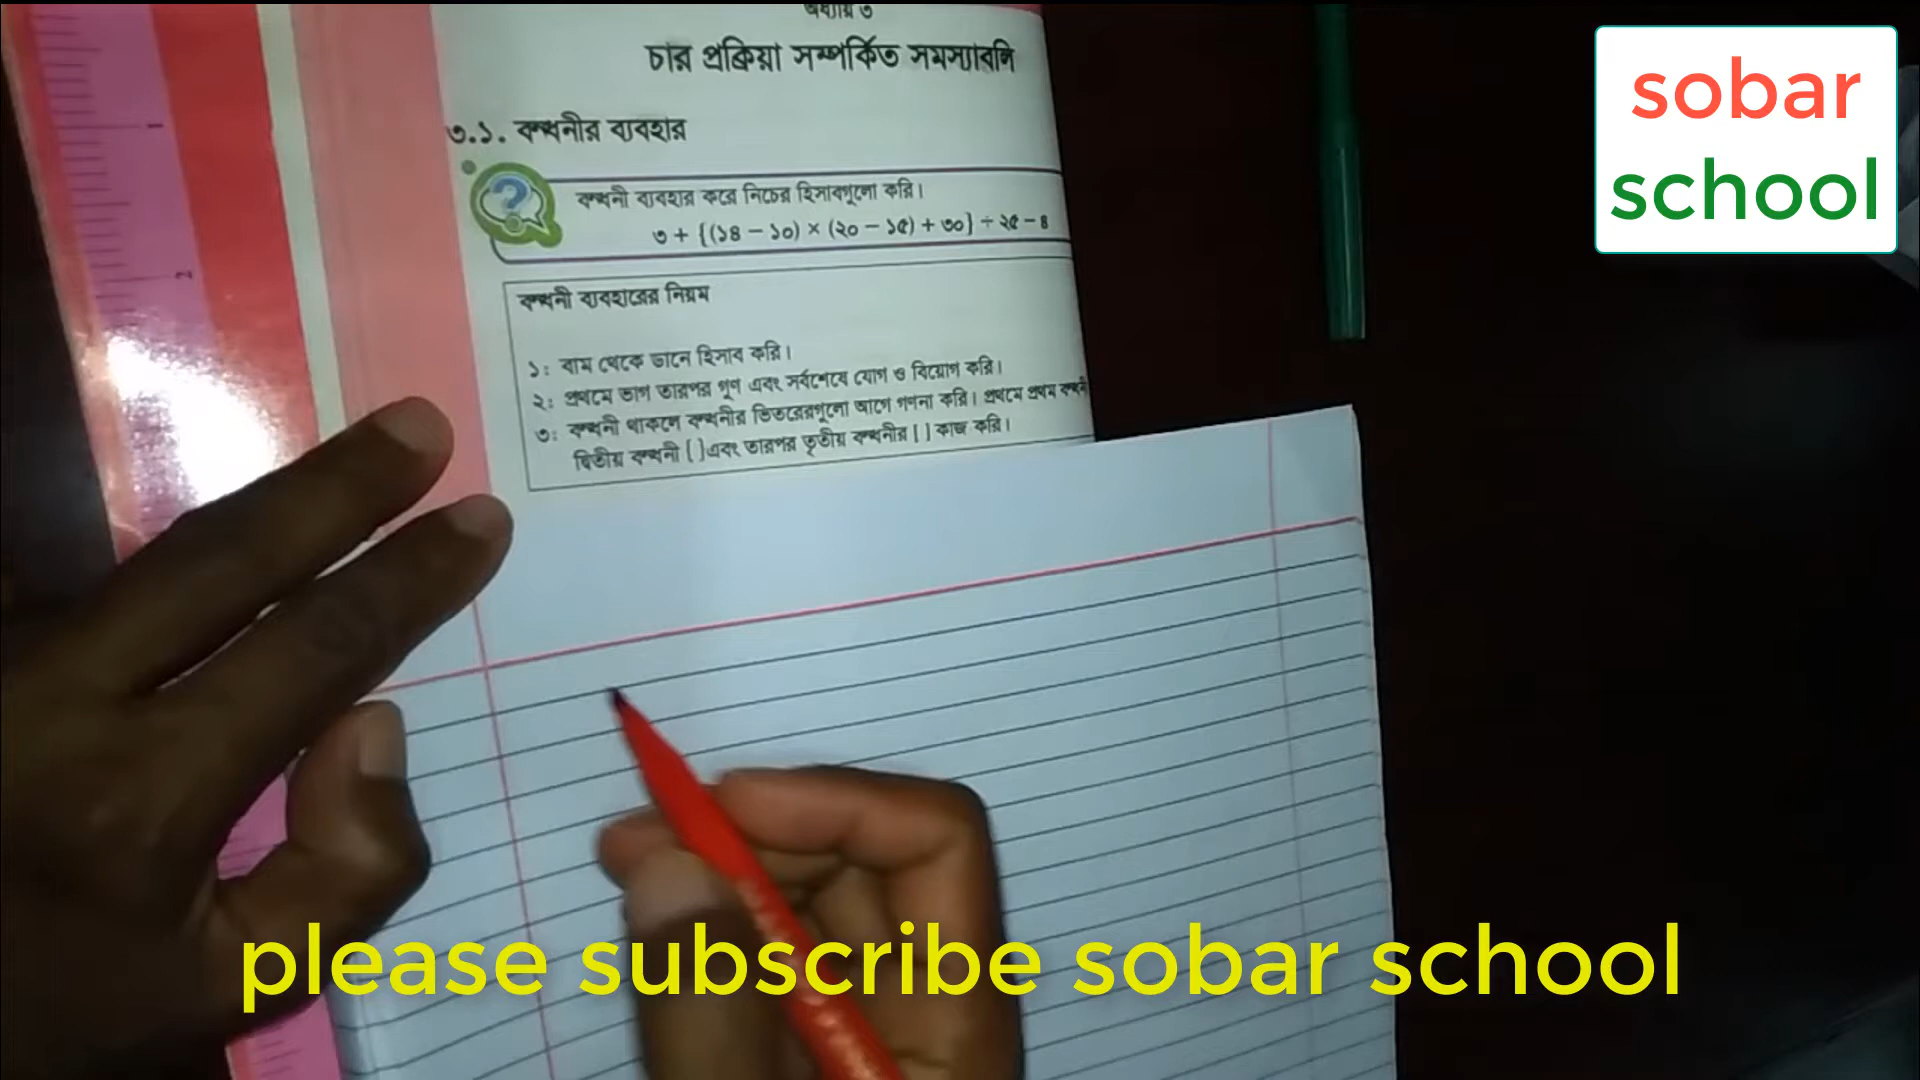 অধ্যায় ৩
চার প্রক্রিয়া সম্পর্কিত সমস্যাবলি
৩.১. বন্ধনীর ব্যবহার
বন্ধনী ব্যবহার করে নিচের হিসাবগুলো করি।
৩ + {(১৪ – ১০) × (২০ – ১৫) + ৩০} ÷ ২৫ – ৪
বন্ধনী ব্যবহারের নিয়ম
১: বাম থেকে ডানে হিসাব করি।
২: প্রথমে ভাগ তারপর গুণ এবং সর্বশেষে যোগ ও বিয়োগ করি।
৩: বন্ধনী থাকলে বন্ধনীর ভিতরেরগুলো আগে গণনা করি। প্রথমে প্রথম বন্ধনী
দ্বিতীয় বন্ধনী { } এবং তারপর তৃতীয় বন্ধনীর [ ] কাজ করি।
1
2
sobar
school
please subscribe sobar school